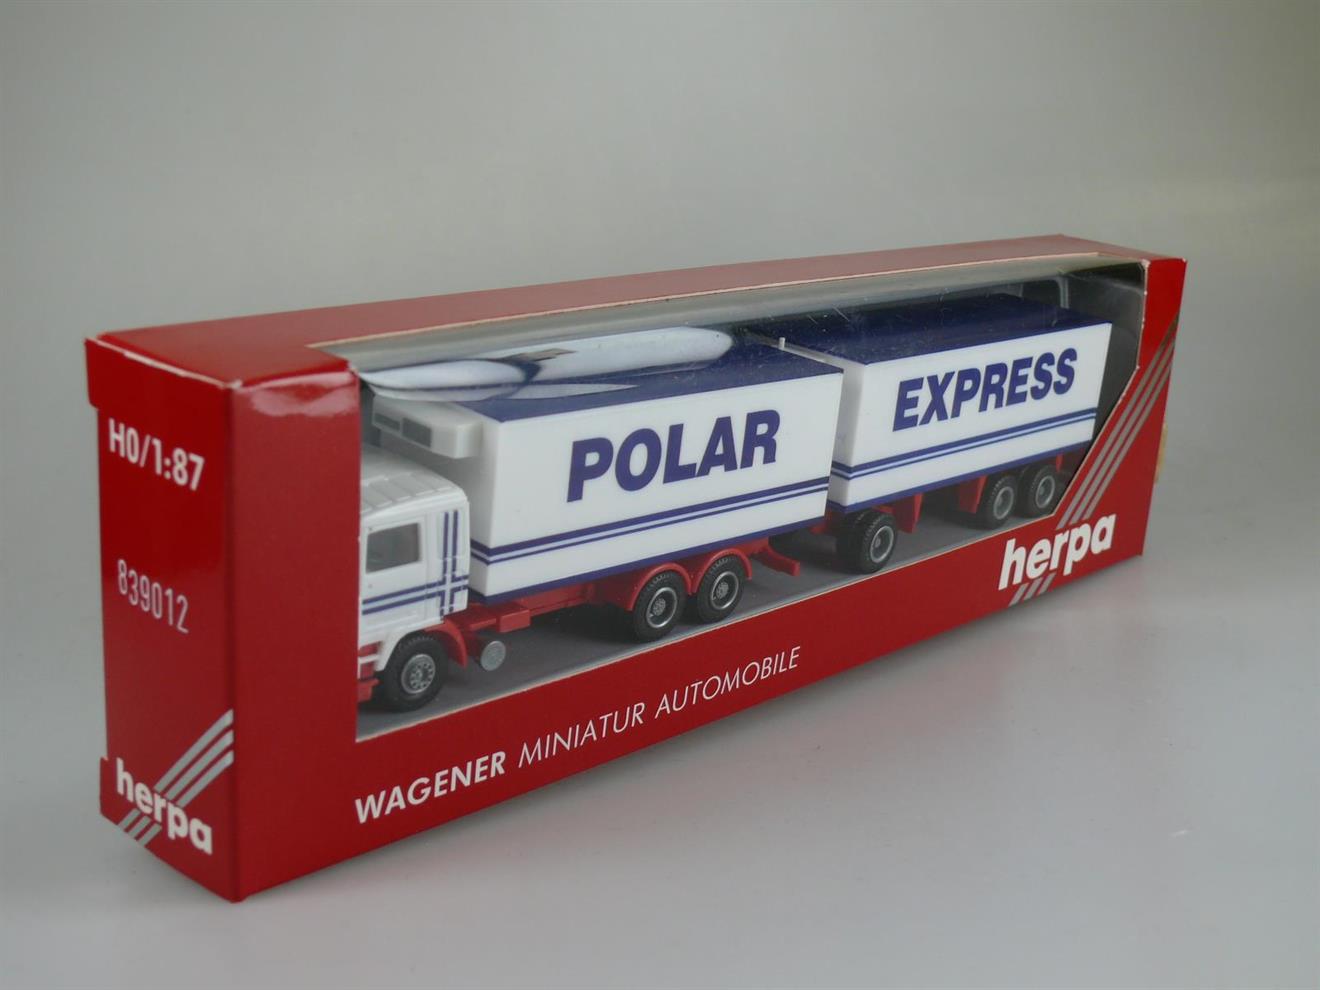 H0/1:87
839012
herpa
POLAR
EXPRESS
herpa
WAGENER MINIATUR AUTOMOBILE